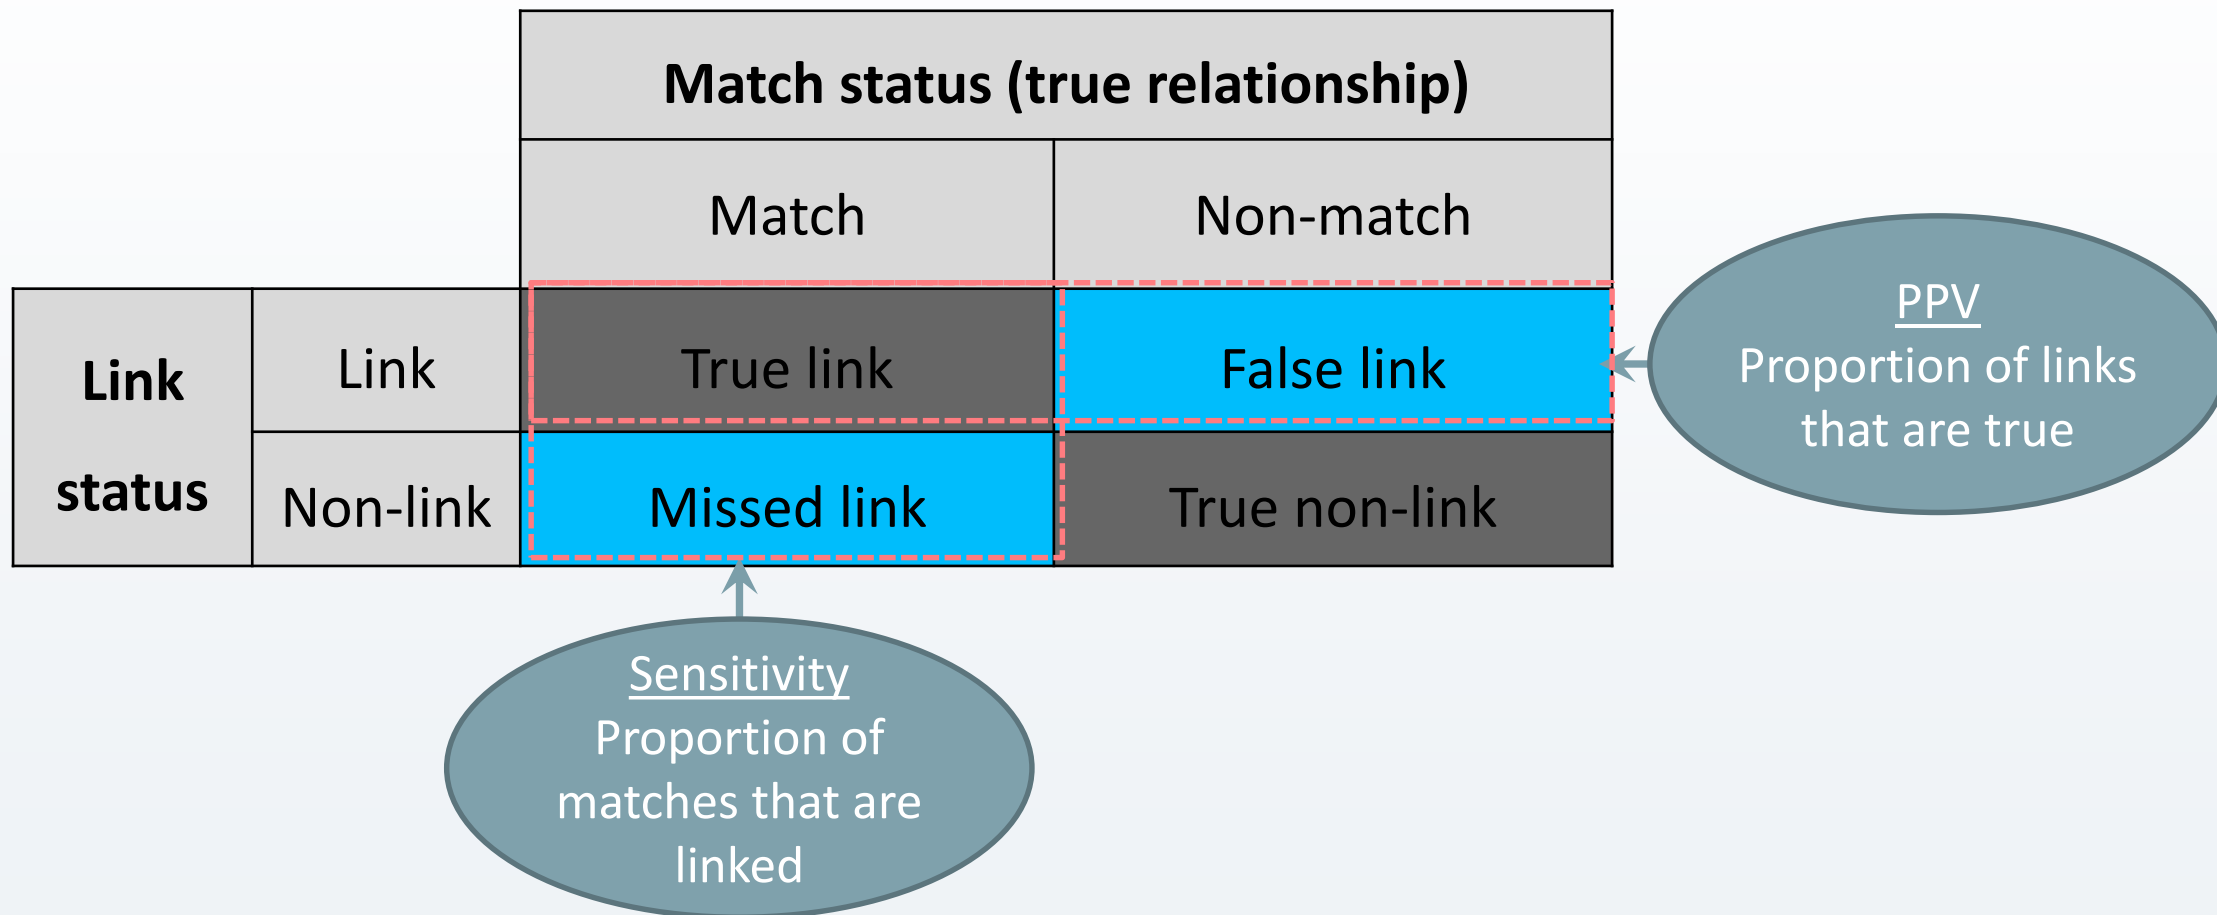 Match status (true relationship)
Match
Non-match
Link
status
Link
True link
False link
Non-link
Missed link
True non-link
PPV
Proportion of links
that are true
Sensitivity
Proportion of
matches that are
linked